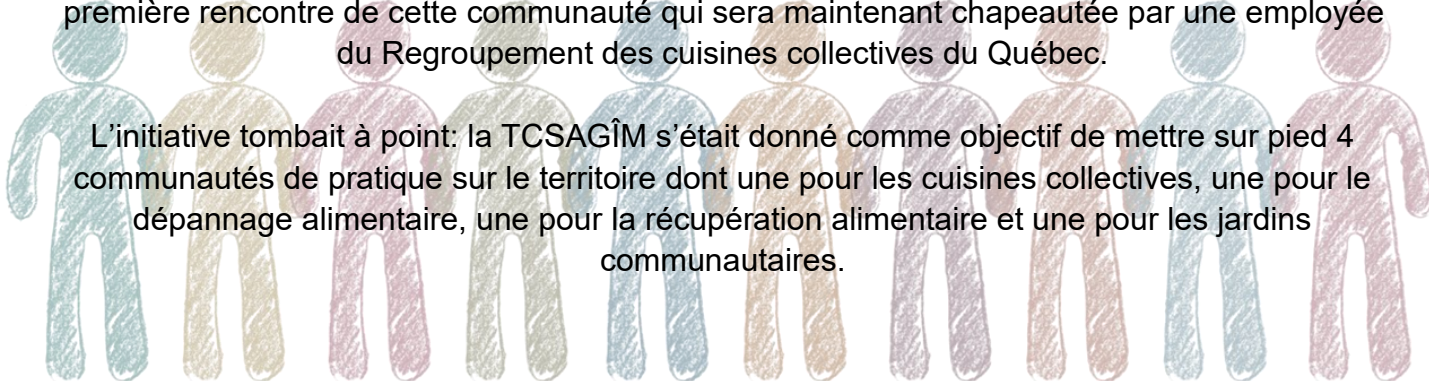 première rencontre de cette communauté qui sera maintenant chapeautée par une employée
du Regroupement des cuisines collectives du Québec.
L'initiative tombait à point: la TCSAGÎM s'était donné comme objectif de mettre sur pied 4
communautés de pratique sur le territoire dont une pour les cuisines collectives, une pour le
dépannage alimentaire, une pour la récupération alimentaire et une pour les jardins
communautaires.